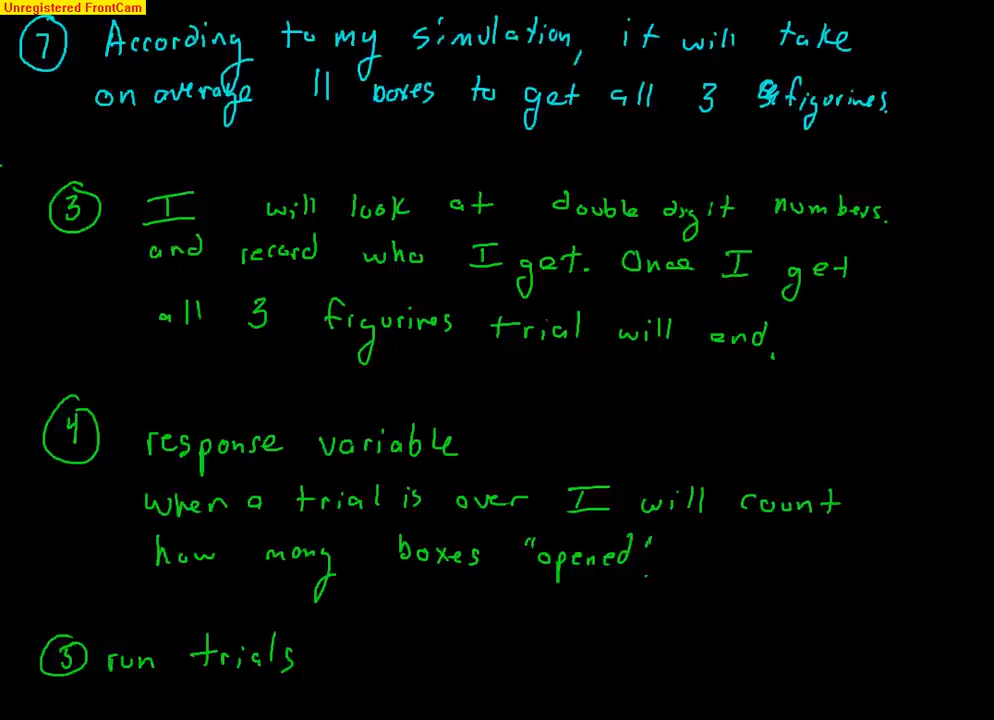 Unregistered FrontCam
7 According to my simulation, it will take
on average 11 boxes to get all 3 figurines.
3 I will look at double digit numbers.
and record who I get. Once I get
all 3 figurines trial will end.
4 response variable
when a trial is over I will count
how many boxes "opened".
5 run trials